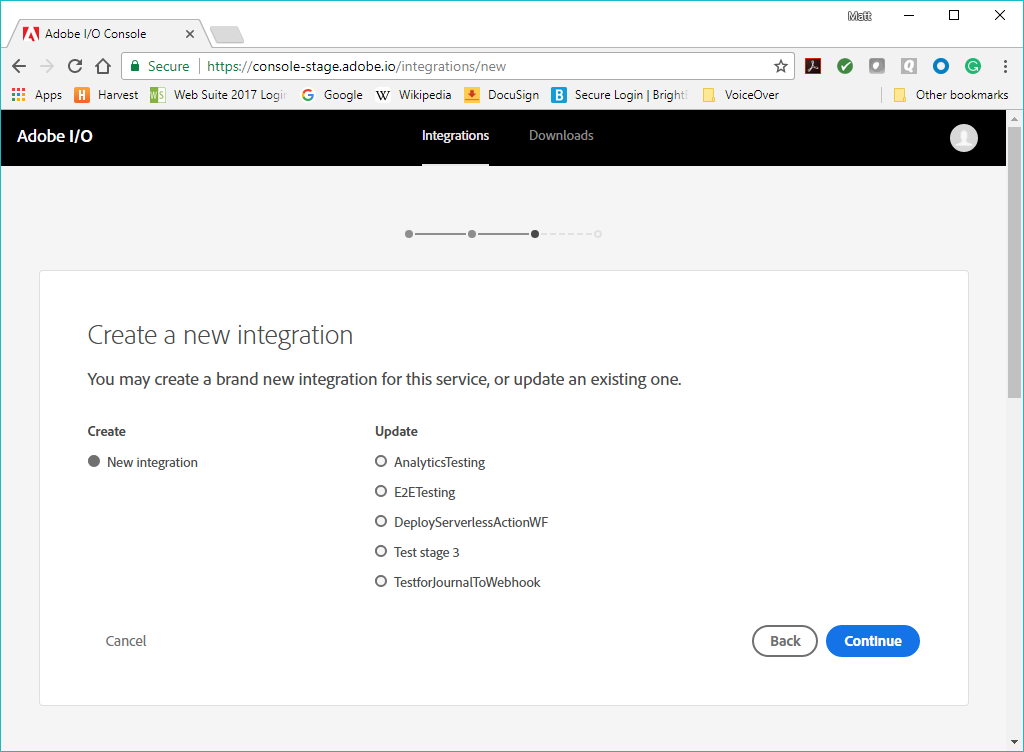 Matt
Adobe I/O Console
Secure https://console-stage.adobe.io/integrations/new
Apps Harvest Web Suite 2017 Login Google Wikipedia DocuSign Secure Login | Bright Other bookmarks VoiceOver
Adobe I/O Integrations Downloads
Create a new integration
You may create a brand new integration for this service, or update an existing one.
Create Update
New integration AnalyticsTesting
E2ETesting
DeployServerlessActionWF
Test stage 3
TestforJournalToWebhook
Cancel Back Continue